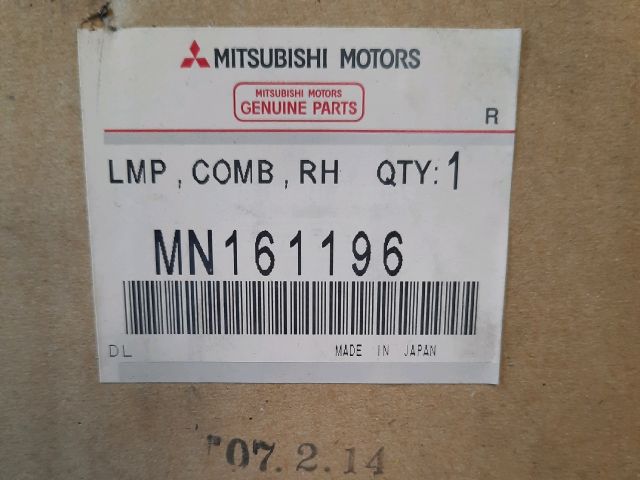 MITSUBISHI MOTORS
MITSUBISHI MOTORS
GENUINE PARTS
R
LMP, COMB, RH QTY: 1
MN161196
DL MADE IN JAPAN
'07. 2. 14